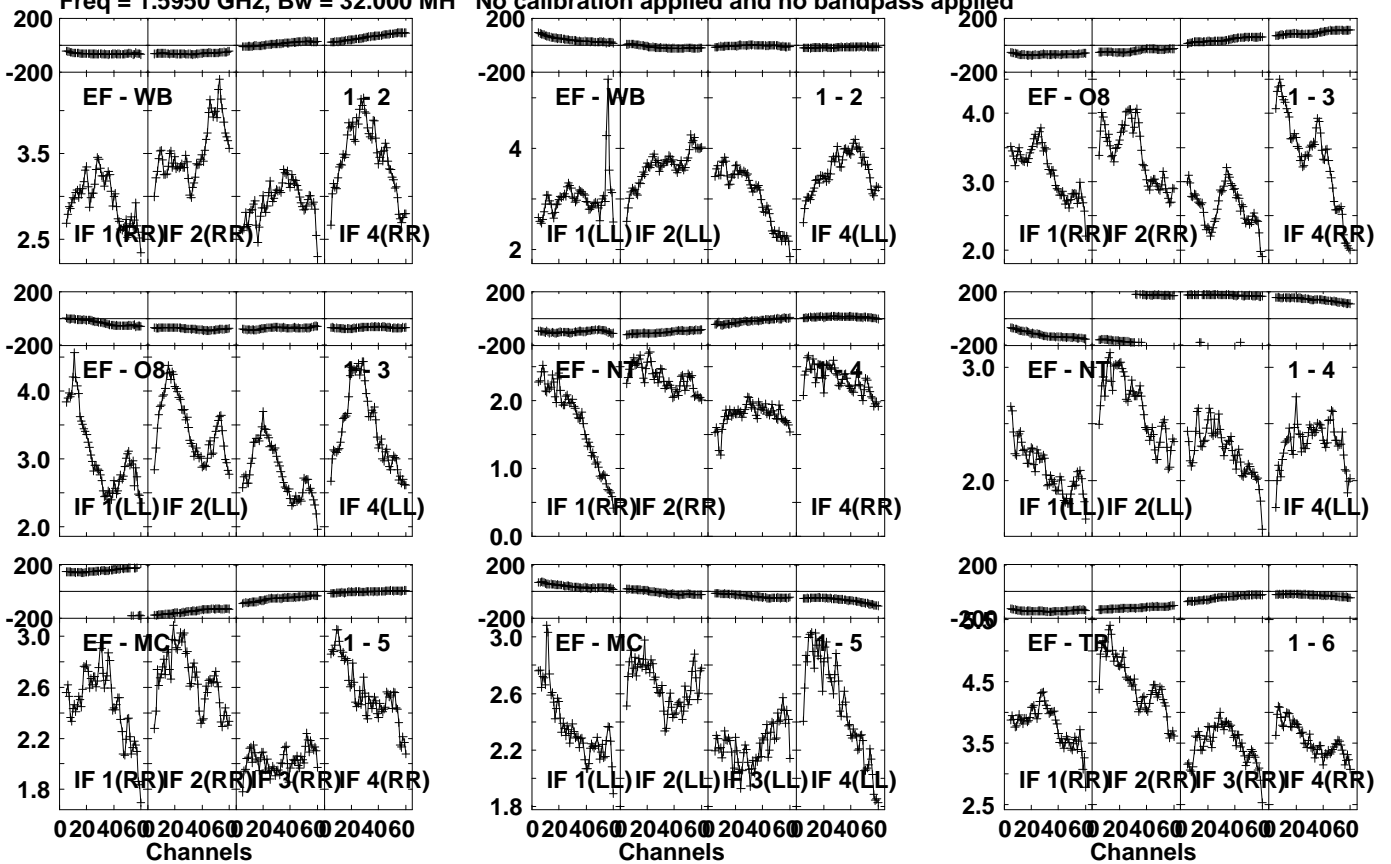 Freq = 1.5950 GHz, Bw = 32.000 MH No calibration applied and no bandpass applied
200
-200
EF - WB 1 - 2
3.5
2.5
IF 1(RR) IF 2(RR) IF 4(RR)
200
-200
EF - WB 1 - 2
4
2
IF 1(LL) IF 2(LL) IF 4(LL)
200
-200
EF - O8 1 - 3
4.0
3.0
2.0
IF 1(RR) IF 2(RR) IF 4(RR)
200
-200
EF - O8 1 - 3
4.0
3.0
2.0
IF 1(LL) IF 2(LL) IF 4(LL)
200
-200
EF - NT 1 - 4
2.0
1.0
0.0
IF 1(RR) IF 2(RR) IF 4(RR)
200
-200
EF - NT 1 - 4
3.0
2.0
IF 1(LL) IF 2(LL) IF 4(LL)
200
-200
EF - MC 1 - 5
3.0
2.6
2.2
1.8
IF 1(RR) IF 2(RR) IF 3(RR) IF 4(RR)
0 20 40 60 0 20 40 60 0 20 40 60 0 20 40 60
Channels
200
-200
EF - MC 1 - 5
3.0
2.6
2.2
1.8
IF 1(LL) IF 2(LL) IF 3(LL) IF 4(LL)
0 20 40 60 0 20 40 60 0 20 40 60 0 20 40 60
Channels
200
-200
5.5
EF - TR 1 - 6
4.5
3.5
2.5
IF 1(RR) IF 2(RR) IF 3(RR) IF 4(RR)
0 20 40 60 0 20 40 60 0 20 40 60 0 20 40 60
Channels